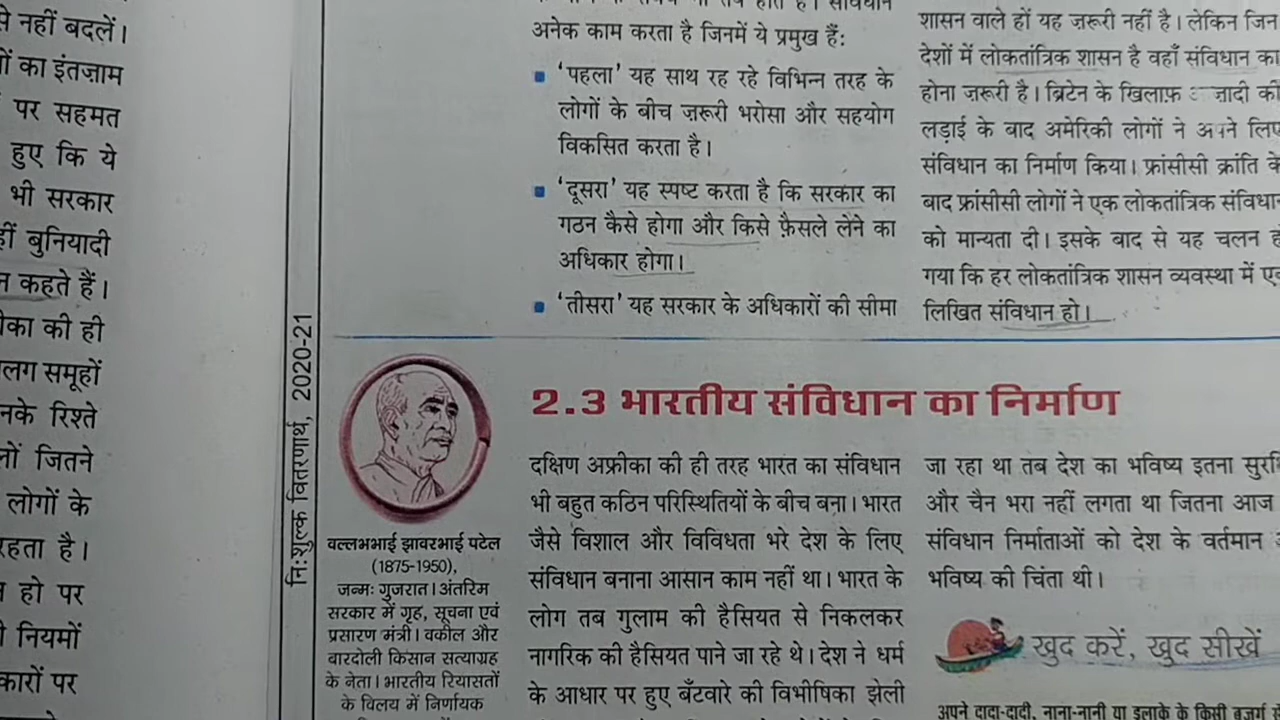 से नहीं बदलें।
ों का इंतज़ाम
पर सहमत
हुए कि ये
भी सरकार
हीं बुनियादी
न कहते हैं।
ीका की ही
लग समूहों
नके रिश्ते
जितने
लोगों के
रहता है।
हो पर
नियमों
कारों पर
नि:शुल्क वितरणार्थ, 2020-21
अनेक काम करता है जिनमें ये प्रमुख हैं:
'पहला' यह साथ रह रहे विभिन्न तरह के
लोगों के बीच ज़रूरी भरोसा और सहयोग
विकसित करता है।
'दूसरा' यह स्पष्ट करता है कि सरकार का
गठन कैसे होगा और किसे फ़ैसले लेने का
अधिकार होगा।
'तीसरा' यह सरकार के अधिकारों की सीमा
शासन वाले हों यह ज़रूरी नहीं है। लेकिन जिन
देशों में लोकतांत्रिक शासन है वहाँ संविधान का
होना ज़रूरी है। ब्रिटेन के खिलाफ़ ज़ादी की
लड़ाई के बाद अमेरिकी लोगों ने अपने लिए
संविधान का निर्माण किया। फ्रांसीसी क्रांति के
बाद फ्रांसीसी लोगों ने एक लोकतांत्रिक संविधान
को मान्यता दी। इसके बाद से यह चलन हो
गया कि हर लोकतांत्रिक शासन व्यवस्था में एक
लिखित संविधान हो।
वल्लभभाई झावरभाई पटेल
(1875-1950),
जन्मः गुजरात। अंतरिम
सरकार में गृह, सूचना एवं
प्रसारण मंत्री। वकील और
बारदोली किसान सत्याग्रह
के नेता। भारतीय रियासतों
के विलय में निर्णायक
2.3 भारतीय संविधान का निर्माण
दक्षिण अफ्रीका की ही तरह भारत का संविधान
भी बहुत कठिन परिस्थितियों के बीच बना। भारत
जैसे विशाल और विविधता भरे देश के लिए
संविधान बनाना आसान काम नहीं था। भारत के
लोग तब गुलाम की हैसियत से निकलकर
नागरिक की हैसियत पाने जा रहे थे। देश ने धर्म
के आधार पर हुए बँटवारे की विभीषिका झेली
जा रहा था तब देश का भविष्य इतना सुरक्षि
और चैन भरा नहीं लगता था जितना आज
संविधान निर्माताओं को देश के वर्तमान
भविष्य की चिंता थी।
खुद करें, खुद सीखें
अपने दादा-दादी, नाना-नानी या इलाके के किसी बुजुर्ग से